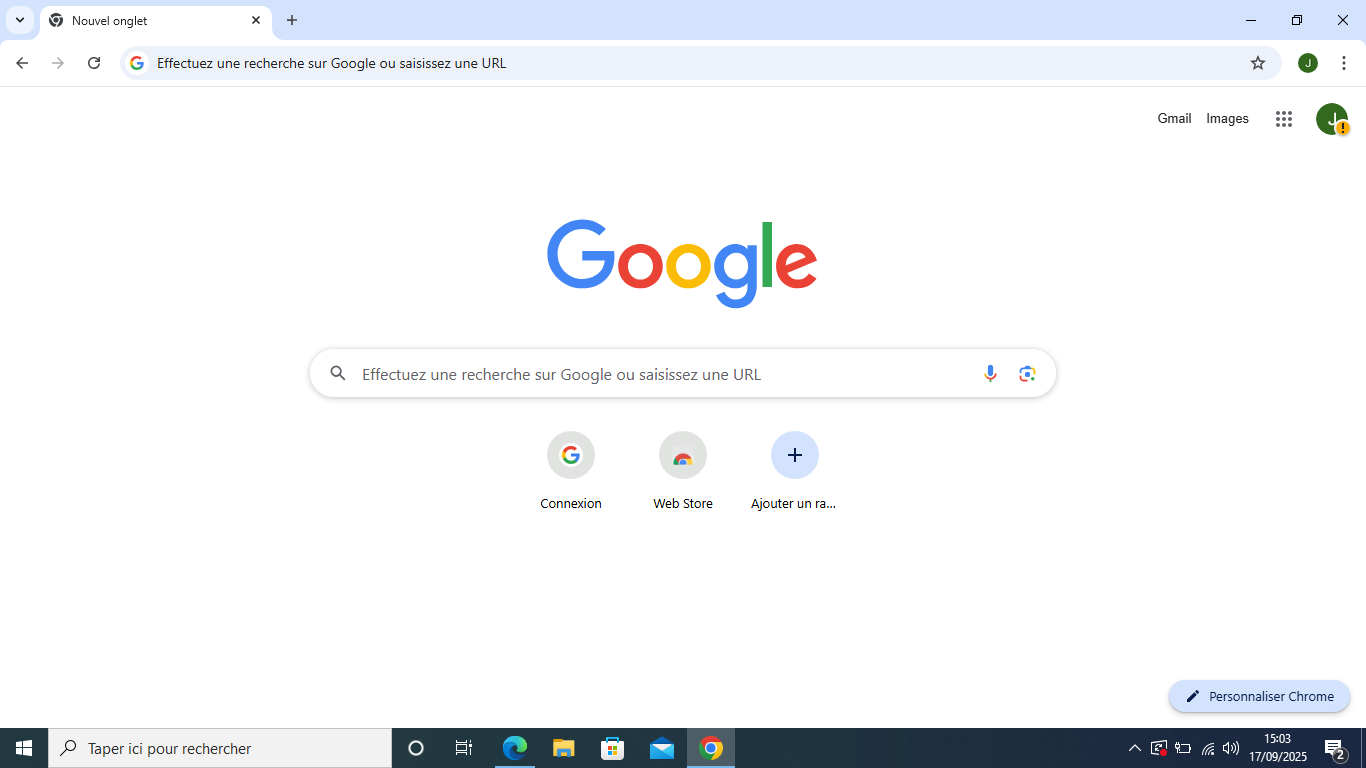 Nouvel onglet
Effectuez une recherche sur Google ou saisissez une URL
J
Gmail
Images
J
Google
Effectuez une recherche sur Google ou saisissez une URL
Connexion
Web Store
Ajouter un ra...
Personnaliser Chrome
Taper ici pour rechercher
15:03
17/09/2025
2